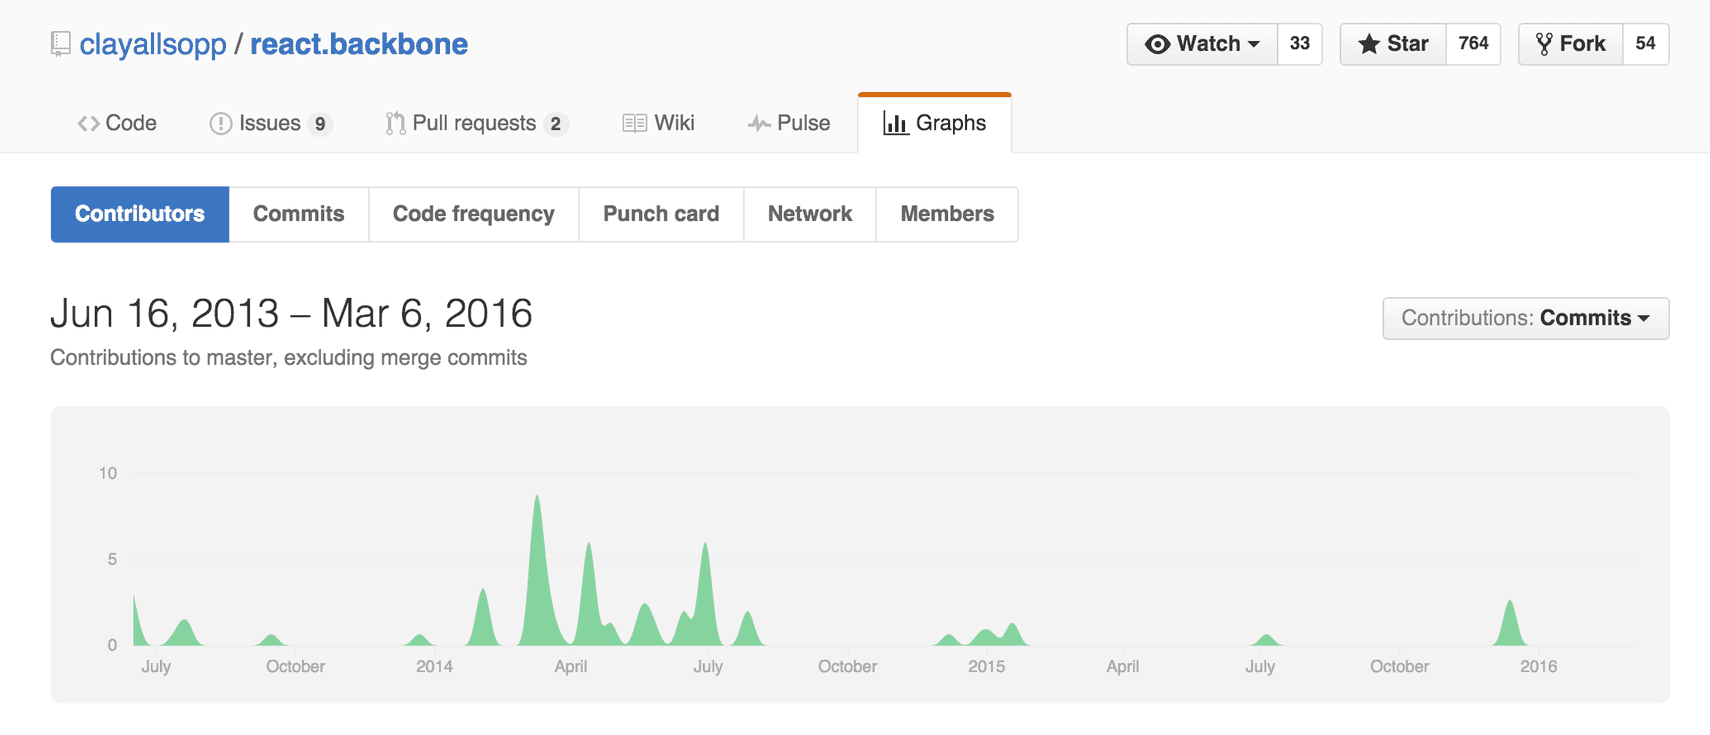 clayallsopp / react.backbone
Watch 33
Star 764
Fork 54
Code
Issues 9
Pull requests 2
Wiki
Pulse
Graphs
Contributors
Commits
Code frequency
Punch card
Network
Members
Jun 16, 2013 – Mar 6, 2016
Contributions: Commits
Contributions to master, excluding merge commits
10
5
0
July
October
2014
April
July
October
2015
April
July
October
2016